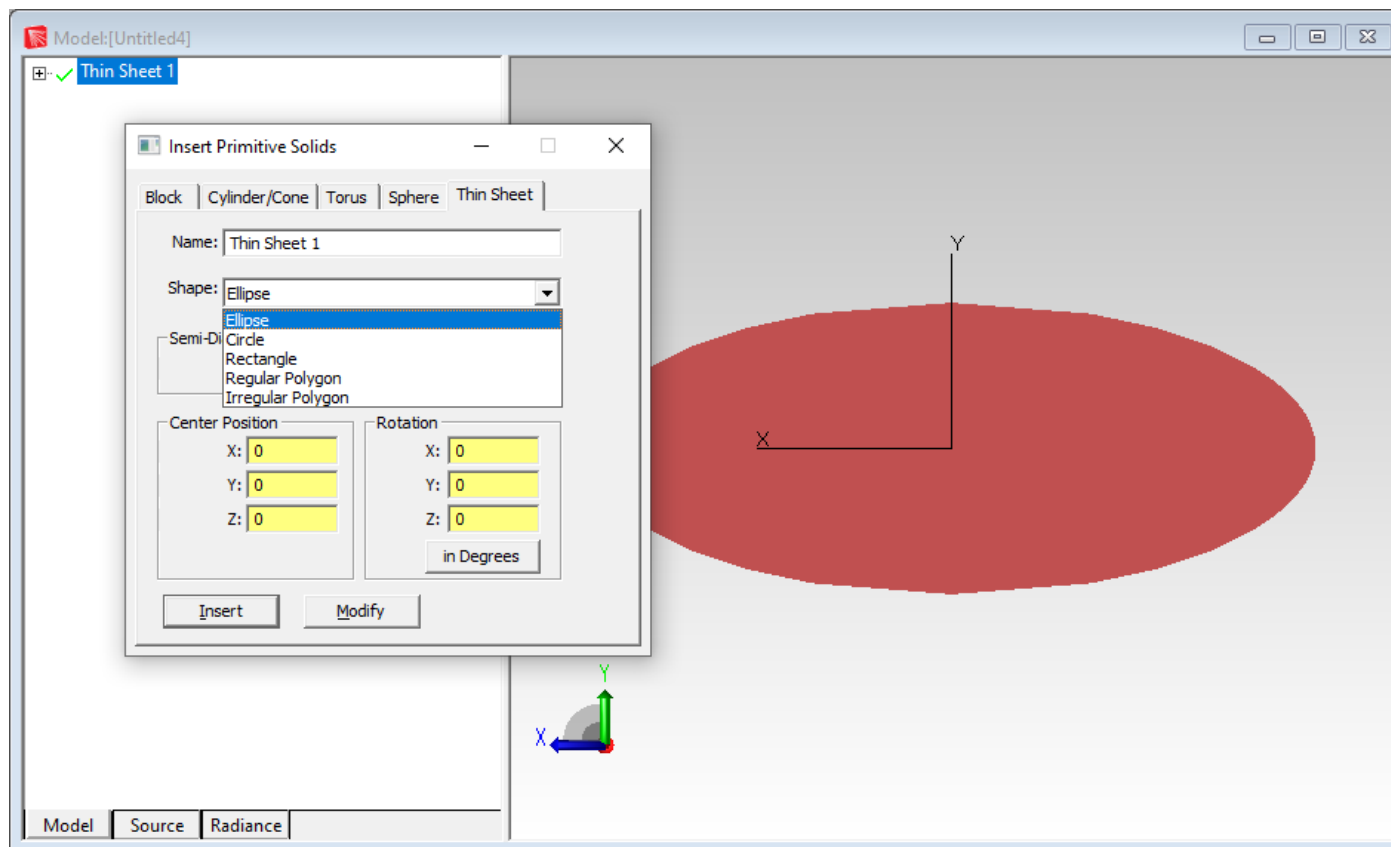 Model:[Untitled4]
Thin Sheet 1
Insert Primitive Solids
Block Cylinder/Cone Torus Sphere Thin Sheet
Name: Thin Sheet 1
Shape: Ellipse
Ellipse
Semi-Di Circle
Rectangle
Regular Polygon
Irregular Polygon
Center Position Rotation
X: 0 X: 0
Y: 0 Y: 0
Z: 0 Z: 0
in Degrees
Insert Modify
Y
X
Y
X
Model Source Radiance